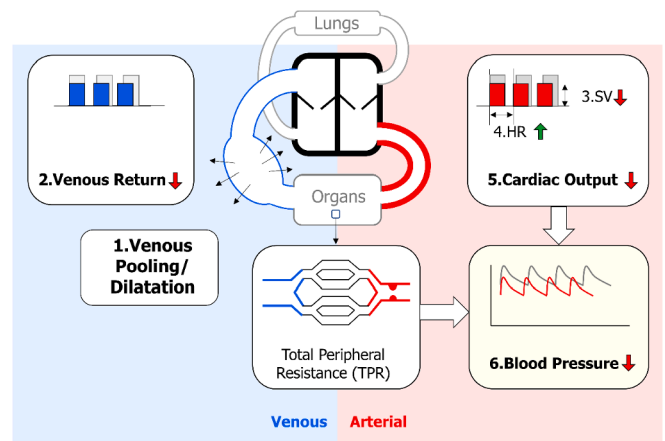 Lungs
2.Venous Return
3.SV
4.HR
5.Cardiac Output
Organs
1.Venous
Pooling/
Dilatation
Total Peripheral
Resistance (TPR)
6.Blood Pressure
Venous
Arterial